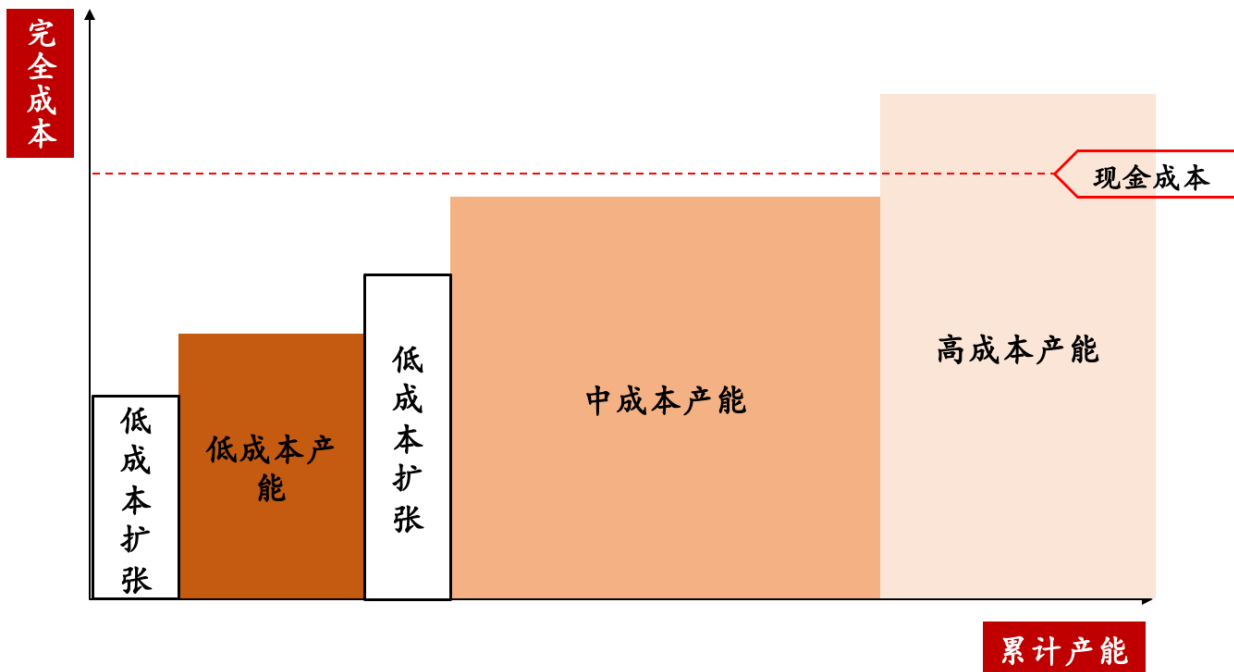 完全成本
现金成本
低成本扩张
低成本产
能
低成本扩张
中成本产能
高成本产能
累计产能